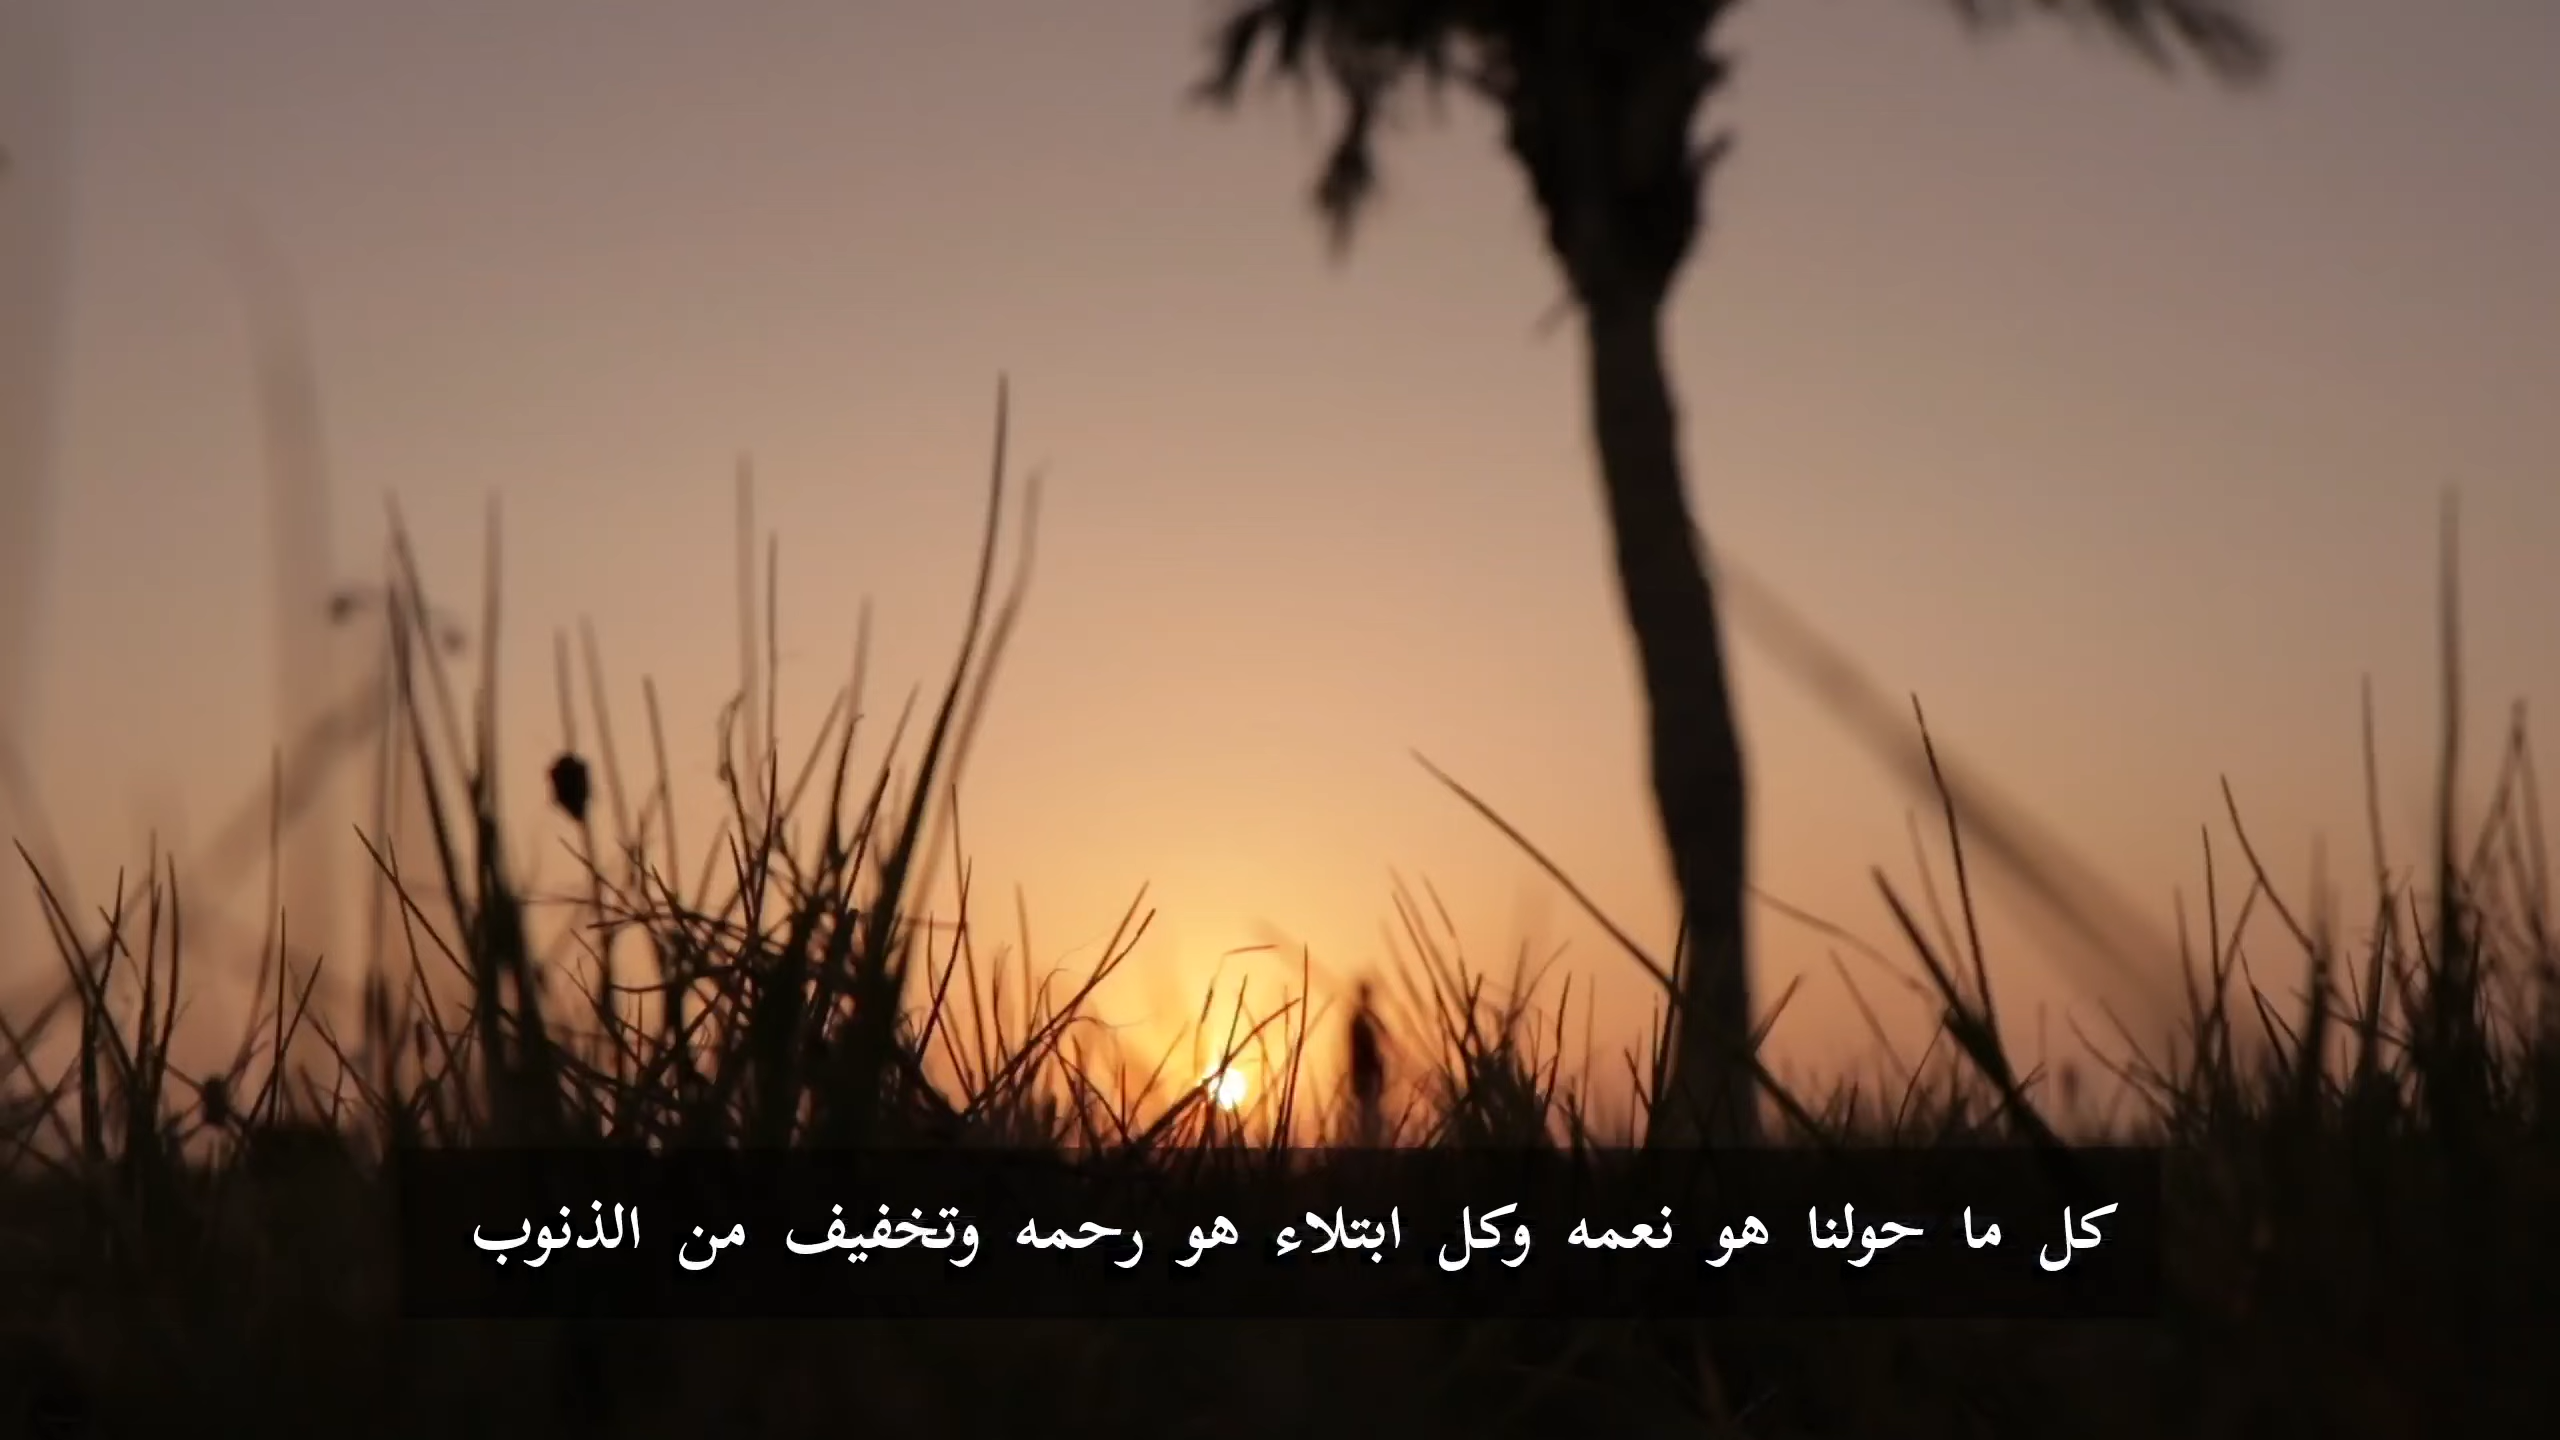 كل ما حولنا هو نعمه وكل ابتلاء هو رحمه وتخفيف من الذنوب